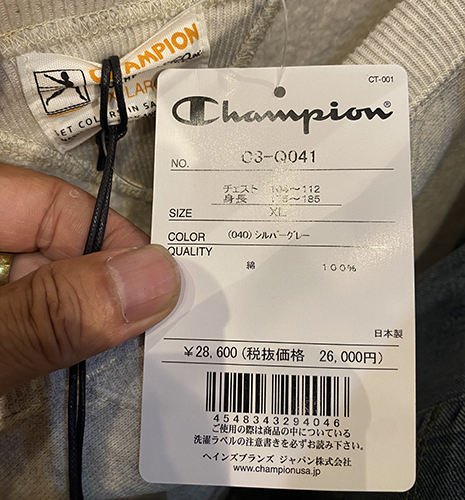 CHAMPION
LARG
CT-001
Champion®
NO. C3-Q041
チェスト 104～112
身長 175～185
SIZE XL
COLOR (040)シルバーグレー
QUALITY
綿 100%
日本製
¥28,600(税抜価格 26,000円)
4548343294046
ご使用の際は商品の中についている
洗濯ラベルの注意書きを必ずお読み下さい。
ヘインズブランズ ジャパン株式会社
www.championusa.jp